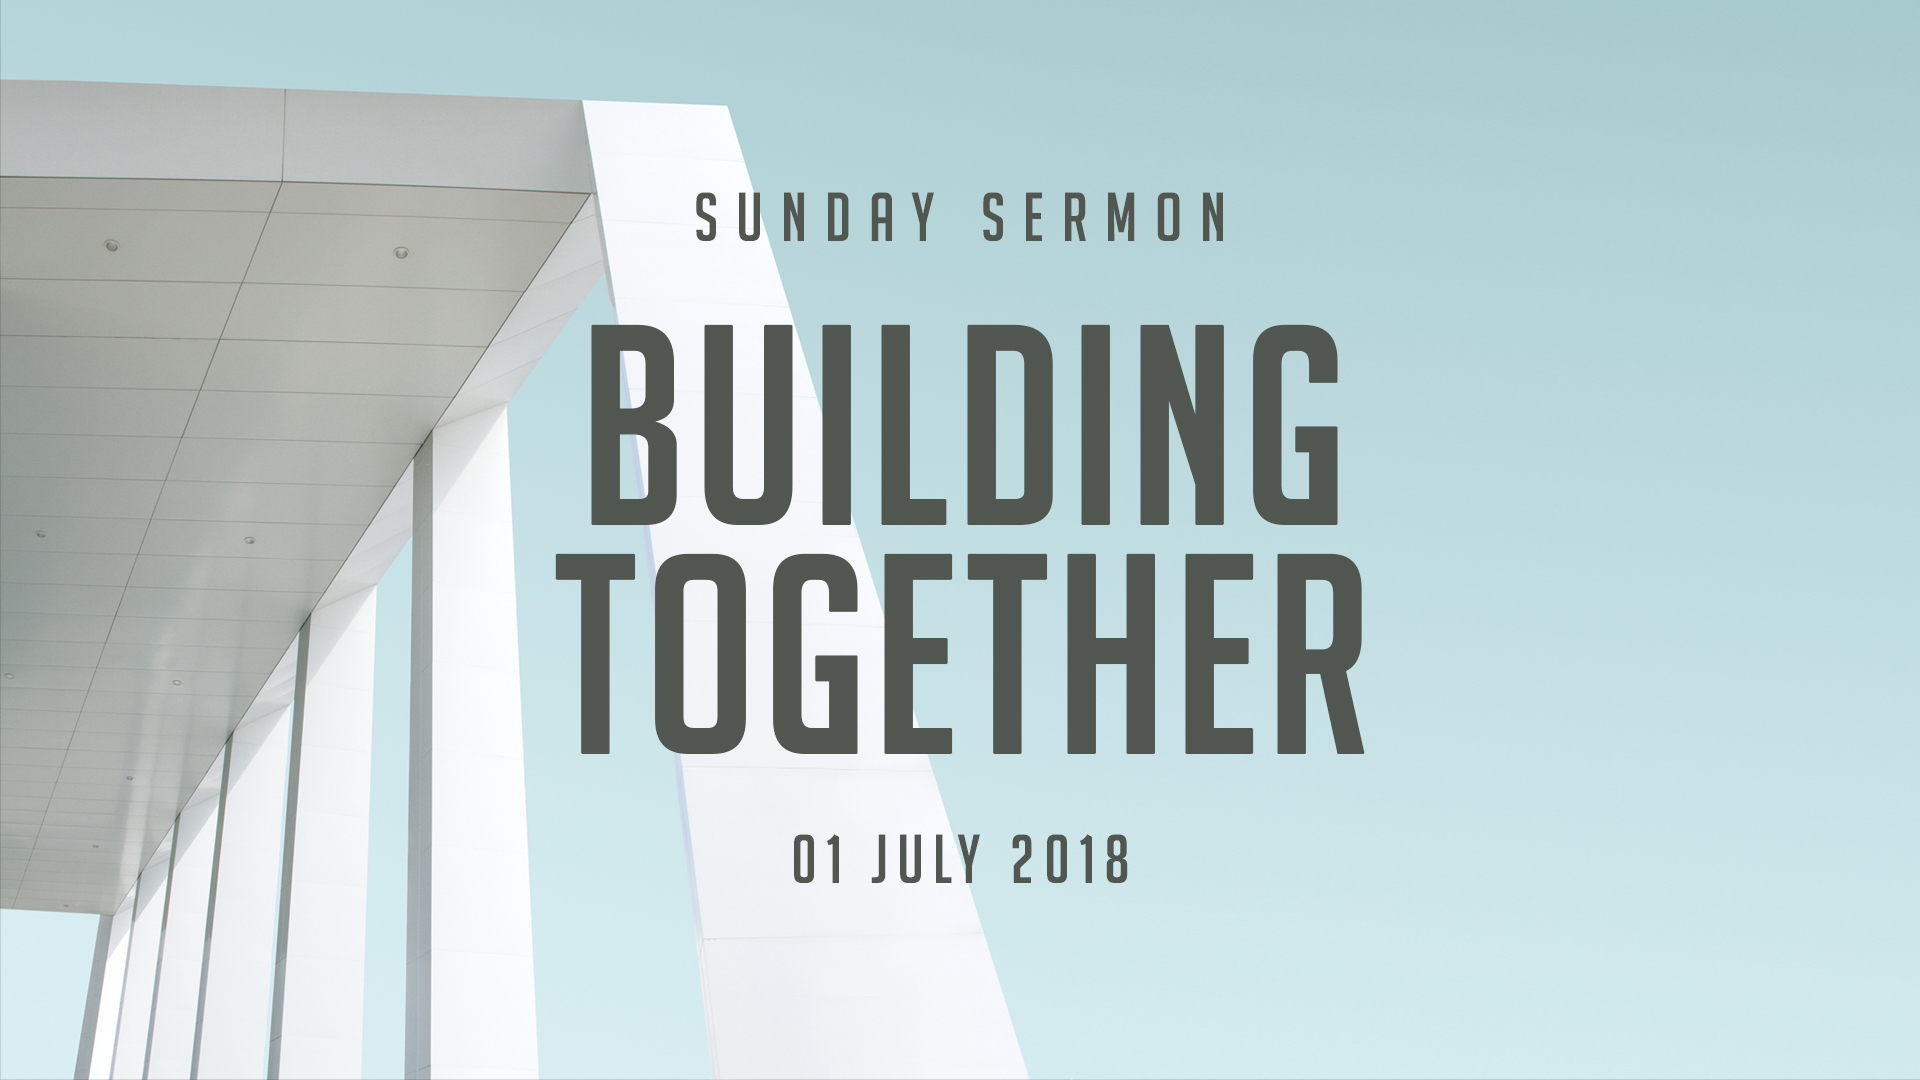 SUNDAY SERMON
BUILDING
TOGETHER
01 JULY 2018